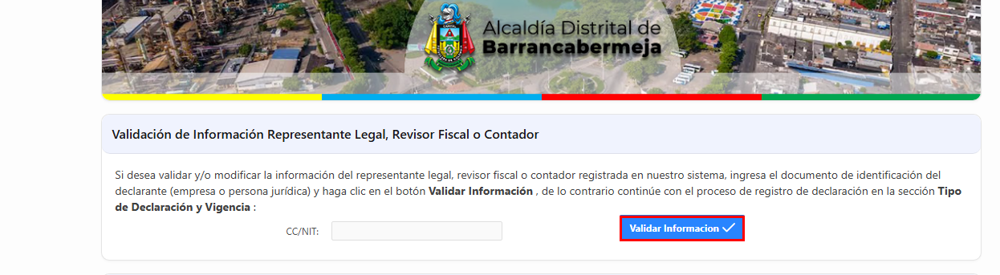 Alcaldía Distrital de
Barrancabermeja
Validación de Información Representante Legal, Revisor Fiscal o Contador
Si desea validar y/o modificar la información del representante legal, revisor fiscal o contador registrada en nuestro sistema, ingresa el documento de identificación del
declarante (empresa o persona jurídica) y haga clic en el botón Validar Información , de lo contrario continúe con el proceso de registro de declaración en la sección Tipo
de Declaración y Vigencia :
CC/NIT:
Validar Informacion